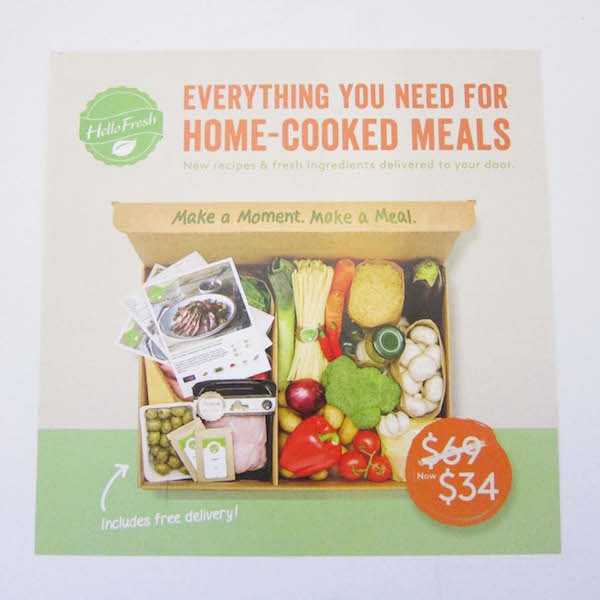 HelloFresh
EVERYTHING YOU NEED FOR
HOME-COOKED MEALS
New recipes & fresh ingredients delivered to your door.
Make a Moment. Make a Meal.
$69
Now $34
Includes free delivery!